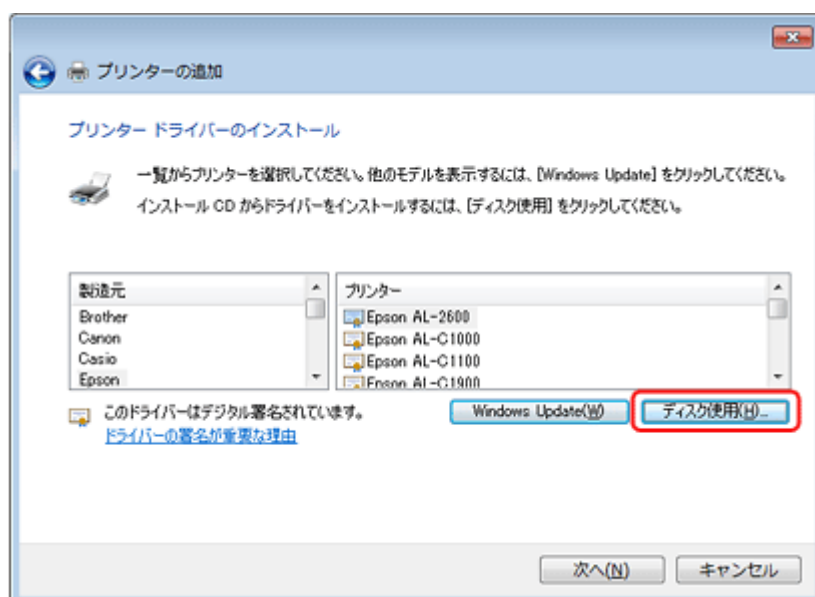 プリンターの追加
プリンター ドライバーのインストール
一覧からプリンターを選択してください。他のモデルを表示するには、[Windows Update] をクリックしてください。
インストール CD からドライバーをインストールするには、[ディスク使用] をクリックしてください。
製造元
Brother
Canon
Casio
Epson
プリンター
Epson AL-2600
Epson AL-C1000
Epson AL-C1100
Epson AL-C1900
このドライバーはデジタル署名されています。
ドライバーの署名が重要な理由
Windows Update(W)
ディスク使用(H)...
次へ(N)
キャンセル